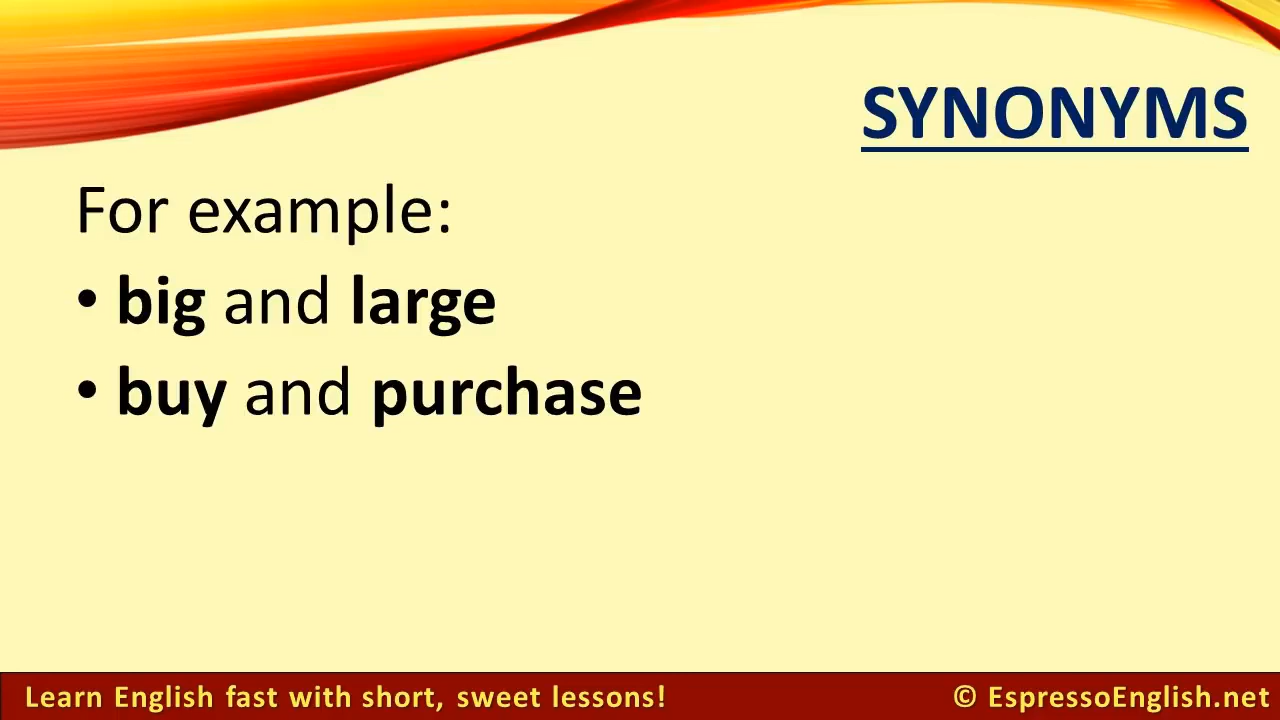 SYNONYMS
For example:
• big and large
• buy and purchase
Learn English fast with short, sweet lessons!
© EspressoEnglish.net